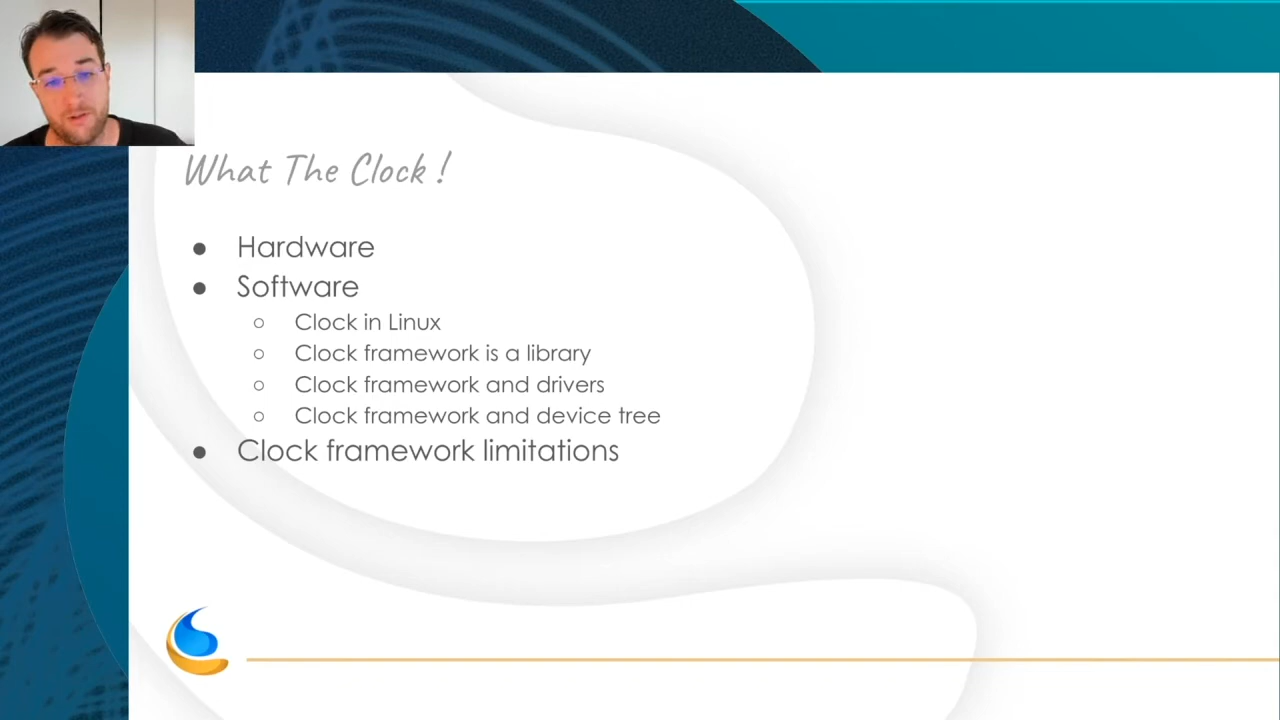 What The Clock !
● Hardware
● Software
○ Clock in Linux
○ Clock framework is a library
○ Clock framework and drivers
○ Clock framework and device tree
● Clock framework limitations